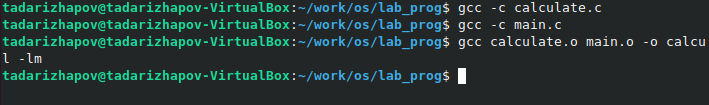 tadarizhapov@tadarizhapov-VirtualBox:~/work/os/lab_prog$ gcc -c calculate.c
tadarizhapov@tadarizhapov-VirtualBox:~/work/os/lab_prog$ gcc -c main.c
tadarizhapov@tadarizhapov-VirtualBox:~/work/os/lab_prog$ gcc calculate.o main.o -o calcu
l -lm
tadarizhapov@tadarizhapov-VirtualBox:~/work/os/lab_prog$